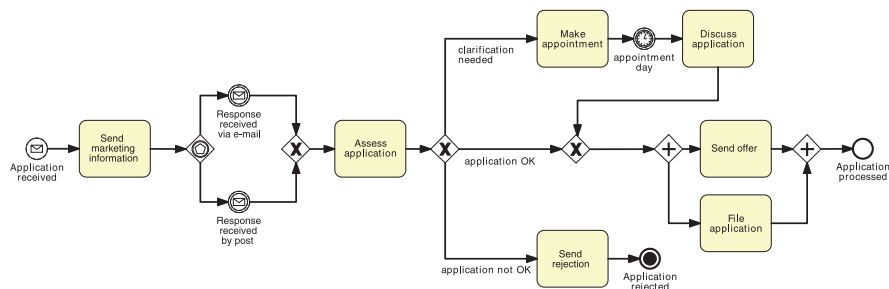 Application
received
Send
marketing
information
Response
received
via e-mail
Response
received
by post
Assess
application
clarification
needed
Make
appointment
appointment
day
Discuss
application
application OK
Send offer
File
application
Application
processed
application not OK
Send
rejection
Application
rejected